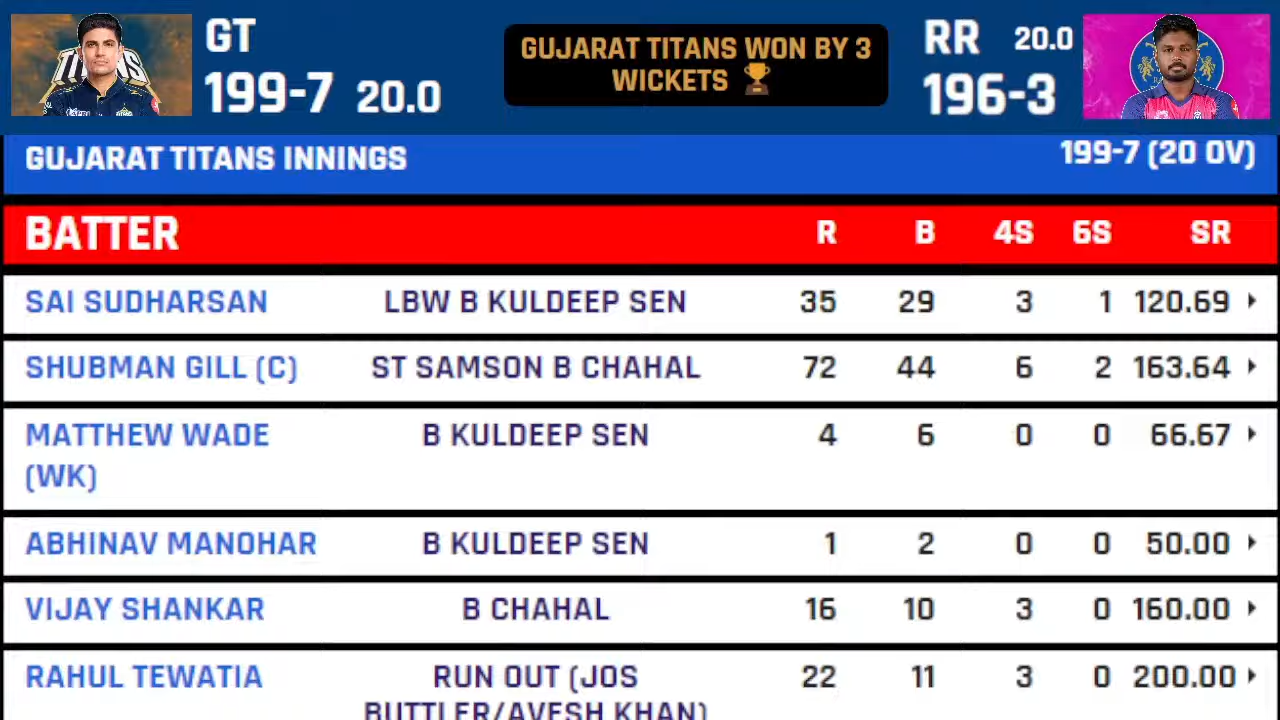 GT
199-7 20.0
GUJARAT TITANS WON BY 3
WICKETS 🏆
RR 20.0
196-3
GUJARAT TITANS INNINGS 199-7 (20 OV)
BATTER R B 4S 6S SR
SAI SUDHARSAN LBW B KULDEEP SEN 35 29 3 1 120.69
SHUBMAN GILL (C) ST SAMSON B CHAHAL 72 44 6 2 163.64
MATTHEW WADE B KULDEEP SEN 4 6 0 0 66.67
(WK)
ABHINAV MANOHAR B KULDEEP SEN 1 2 0 0 50.00
VIJAY SHANKAR B CHAHAL 16 10 3 0 160.00
RAHUL TEWATIA RUN OUT (JOS 22 11 3 0 200.00
BUTTLER/AVESH KHAN)